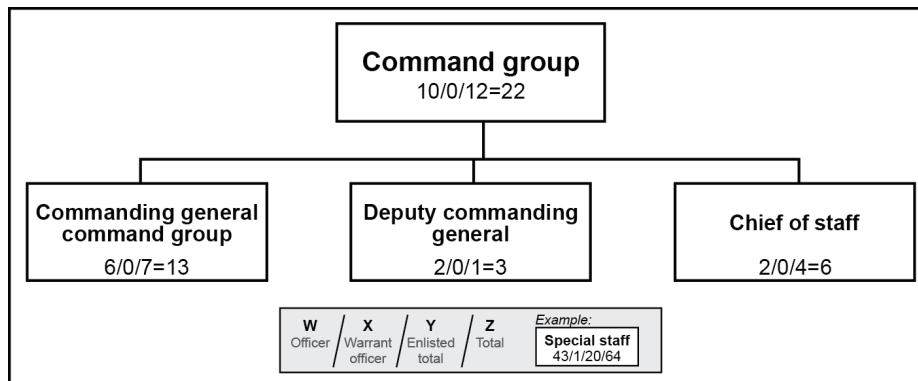 Command group
10/0/12=22
Commanding general
command group
6/0/7=13
Deputy commanding
general
2/0/1=3
Chief of staff
2/0/4=6
W / X / Y / Z
Officer Warrant officer Enlisted total Total
Example:
Special staff
43/1/20/64